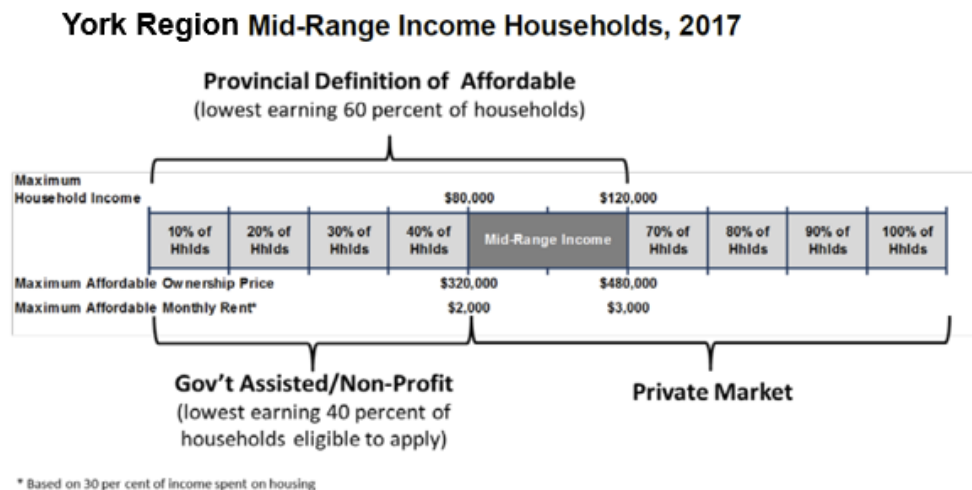 York Region Mid-Range Income Households, 2017
Provincial Definition of Affordable
(lowest earning 60 percent of households)
Maximum
Household Income $80,000 $120,000
10% of Hhlds 20% of Hhlds 30% of Hhlds 40% of Hhlds Mid-Range Income 70% of Hhlds 80% of Hhlds 90% of Hhlds 100% of Hhlds
Maximum Affordable Ownership Price $320,000 $480,000
Maximum Affordable Monthly Rent* $2,000 $3,000
Gov't Assisted/Non-Profit
(lowest earning 40 percent of
households eligible to apply)
Private Market
* Based on 30 per cent of income spent on housing